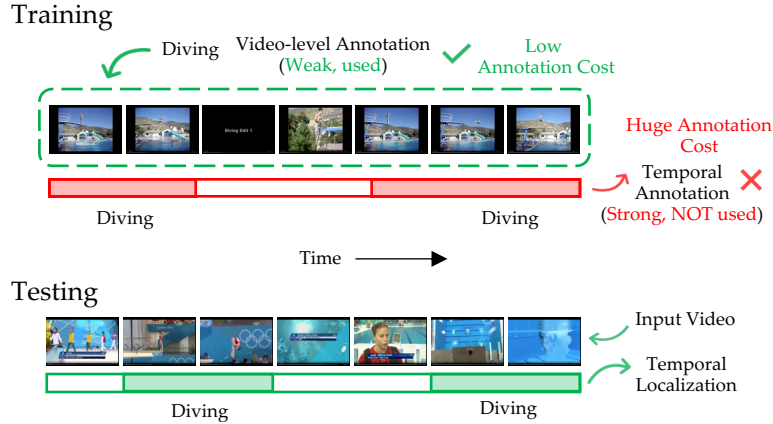 Training
Diving
Video-level Annotation
(Weak, used)
Low
Annotation Cost
Diving Edit 1
Huge Annotation
Cost
Temporal
Annotation
(Strong, NOT used)
Diving
Diving
Time
Testing
Input Video
Temporal
Localization
Diving
Diving